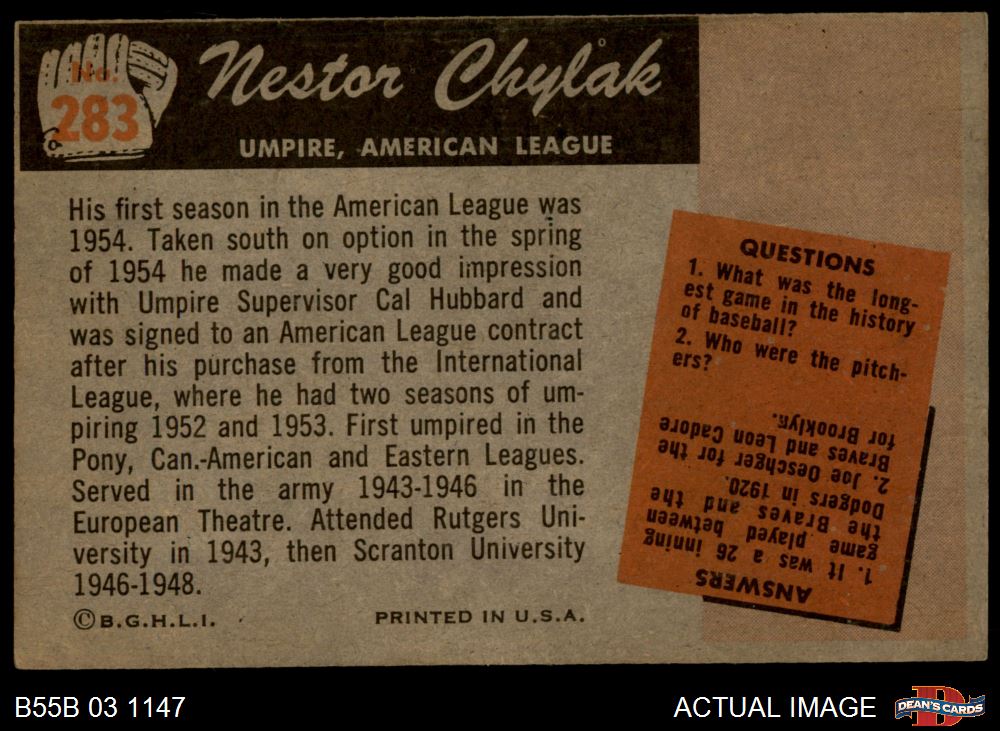 No.
283
Nestor Chylak
UMPIRE, AMERICAN LEAGUE
His first season in the American League was
1954. Taken south on option in the spring
of 1954 he made a very good impression
with Umpire Supervisor Cal Hubbard and
was signed to an American League contract
after his purchase from the International
League, where he had two seasons of um-
piring 1952 and 1953. First umpired in the
Pony, Can.-American and Eastern Leagues.
Served in the army 1943-1946 in the
European Theatre. Attended Rutgers Uni-
versity in 1943, then Scranton University
1946-1948.
©B.G.H.L.I.
PRINTED IN U.S.A.
QUESTIONS
1. What was the long-
est game in the history
of baseball?
2. Who were the pitch-
ers?
ANSWERS
1. It was a 26 inning
game played between
the Braves and the
Dodgers in 1920.
2. Joe Oeschger for the
Braves and Leon Cadore
for Brooklyn.
B55B 03 1147
ACTUAL IMAGE
DEAN'S CARDS